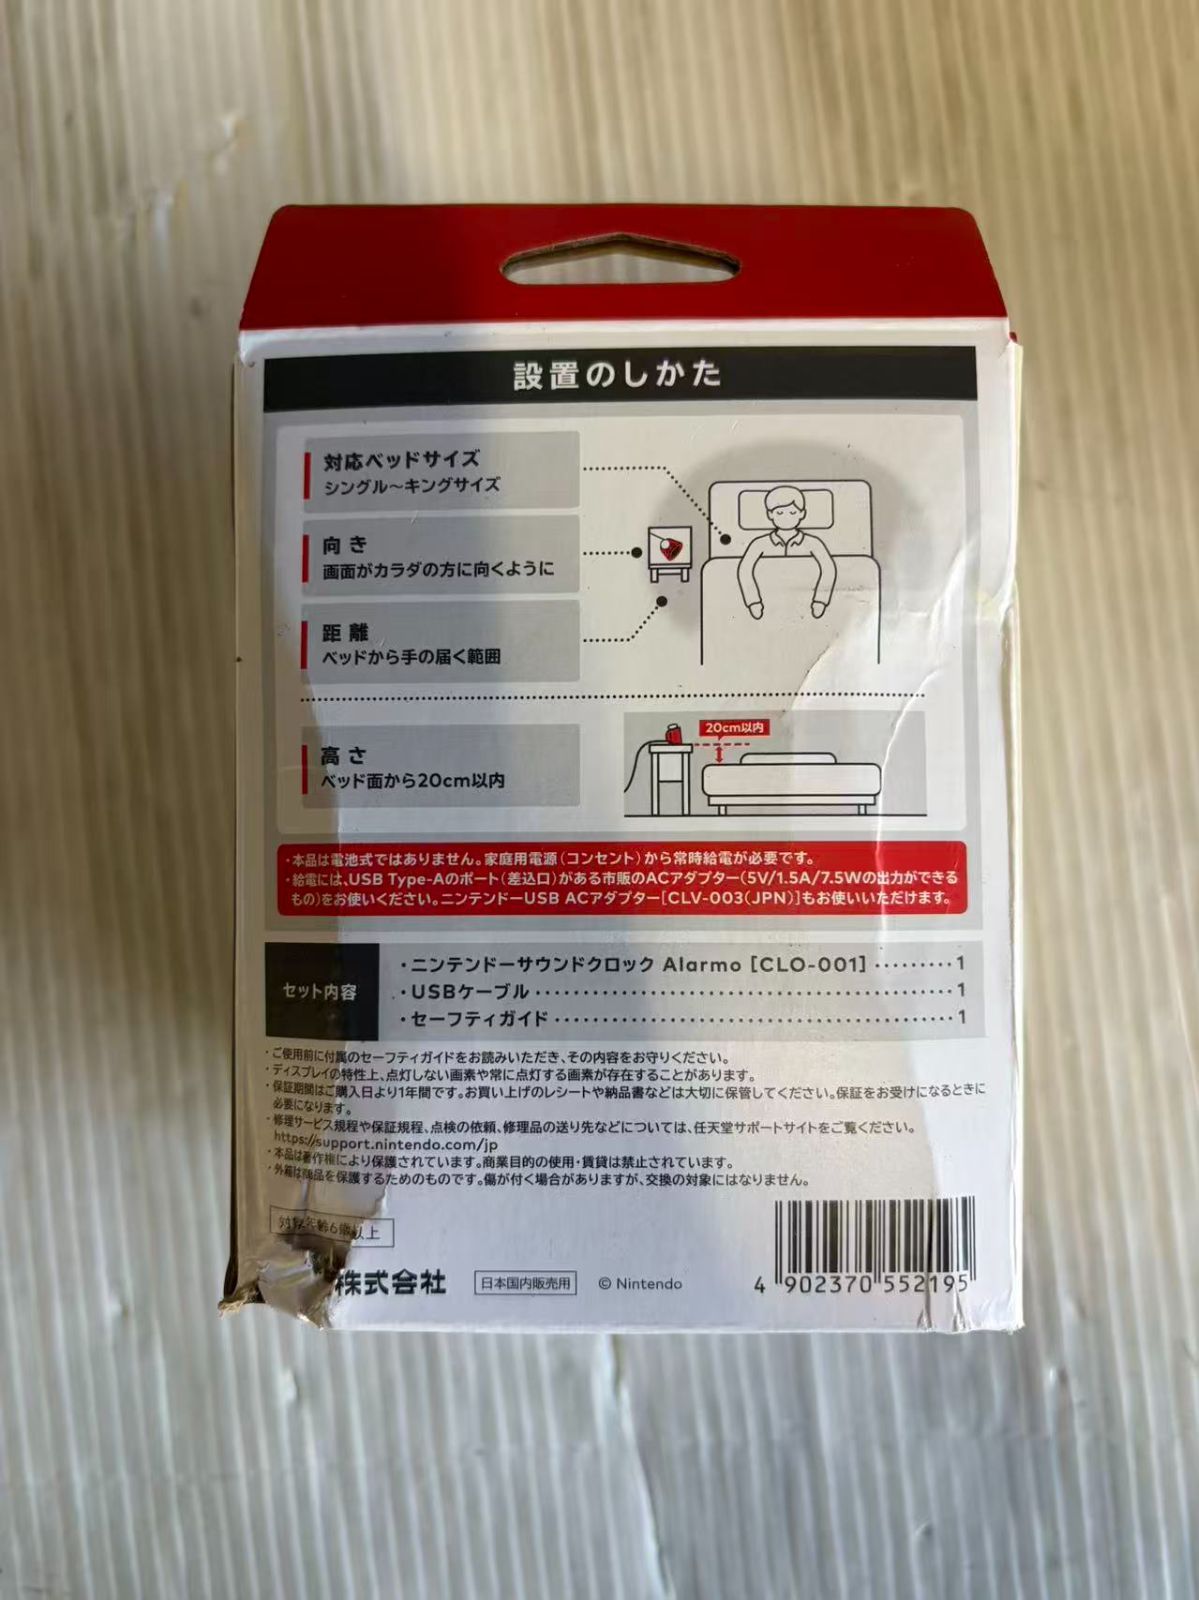 設置のしかた
対応ベッドサイズ
シングル〜キングサイズ
向き
画面がカラダの方に向くように
距離
ベッドから手の届く範囲
高さ
ベッド面から20cm以内
20cm以内
・本品は電池式ではありません。家庭用電源(コンセント)から常時給電が必要です。
・給電には、USB Type-Aのポート(差込口)がある市販のACアダプター(5V/1.5A/7.5Wの出力ができる
もの)をお使いください。ニンテンドーUSB ACアダプター[CLV-003(JPN)]もお使いいただけます。
セット内容
・ニンテンドーサウンドクロック Alarmo [CLO-001] ·········1
・USBケーブル ·········1
・セーフティガイド ·········1
・ご使用前に付属のセーフティガイドをお読みいただき、その内容をお守りください。
・ディスプレイの特性上、点灯しない画素や常に点灯する画素が存在することがあります。
・保証期間はご購入日より1年間です。お買い上げのレシートや納品書などは大切に保管してください。保証をお受けになるときに
必要になります。
・修理サービス規程や保証規程、点検の依頼、修理品の送り先などについては、任天堂サポートサイトをご覧ください。
https://support.nintendo.com/jp
・本品は著作権により保護されています。商業目的の使用・賃貸は禁止されています。
・外箱は商品を保護するためのものです。傷が付く場合がありますが、交換の対象にはなりません。
対象年齢6歳以上
株式会社
日本国内販売用
© Nintendo
4 902370 552195